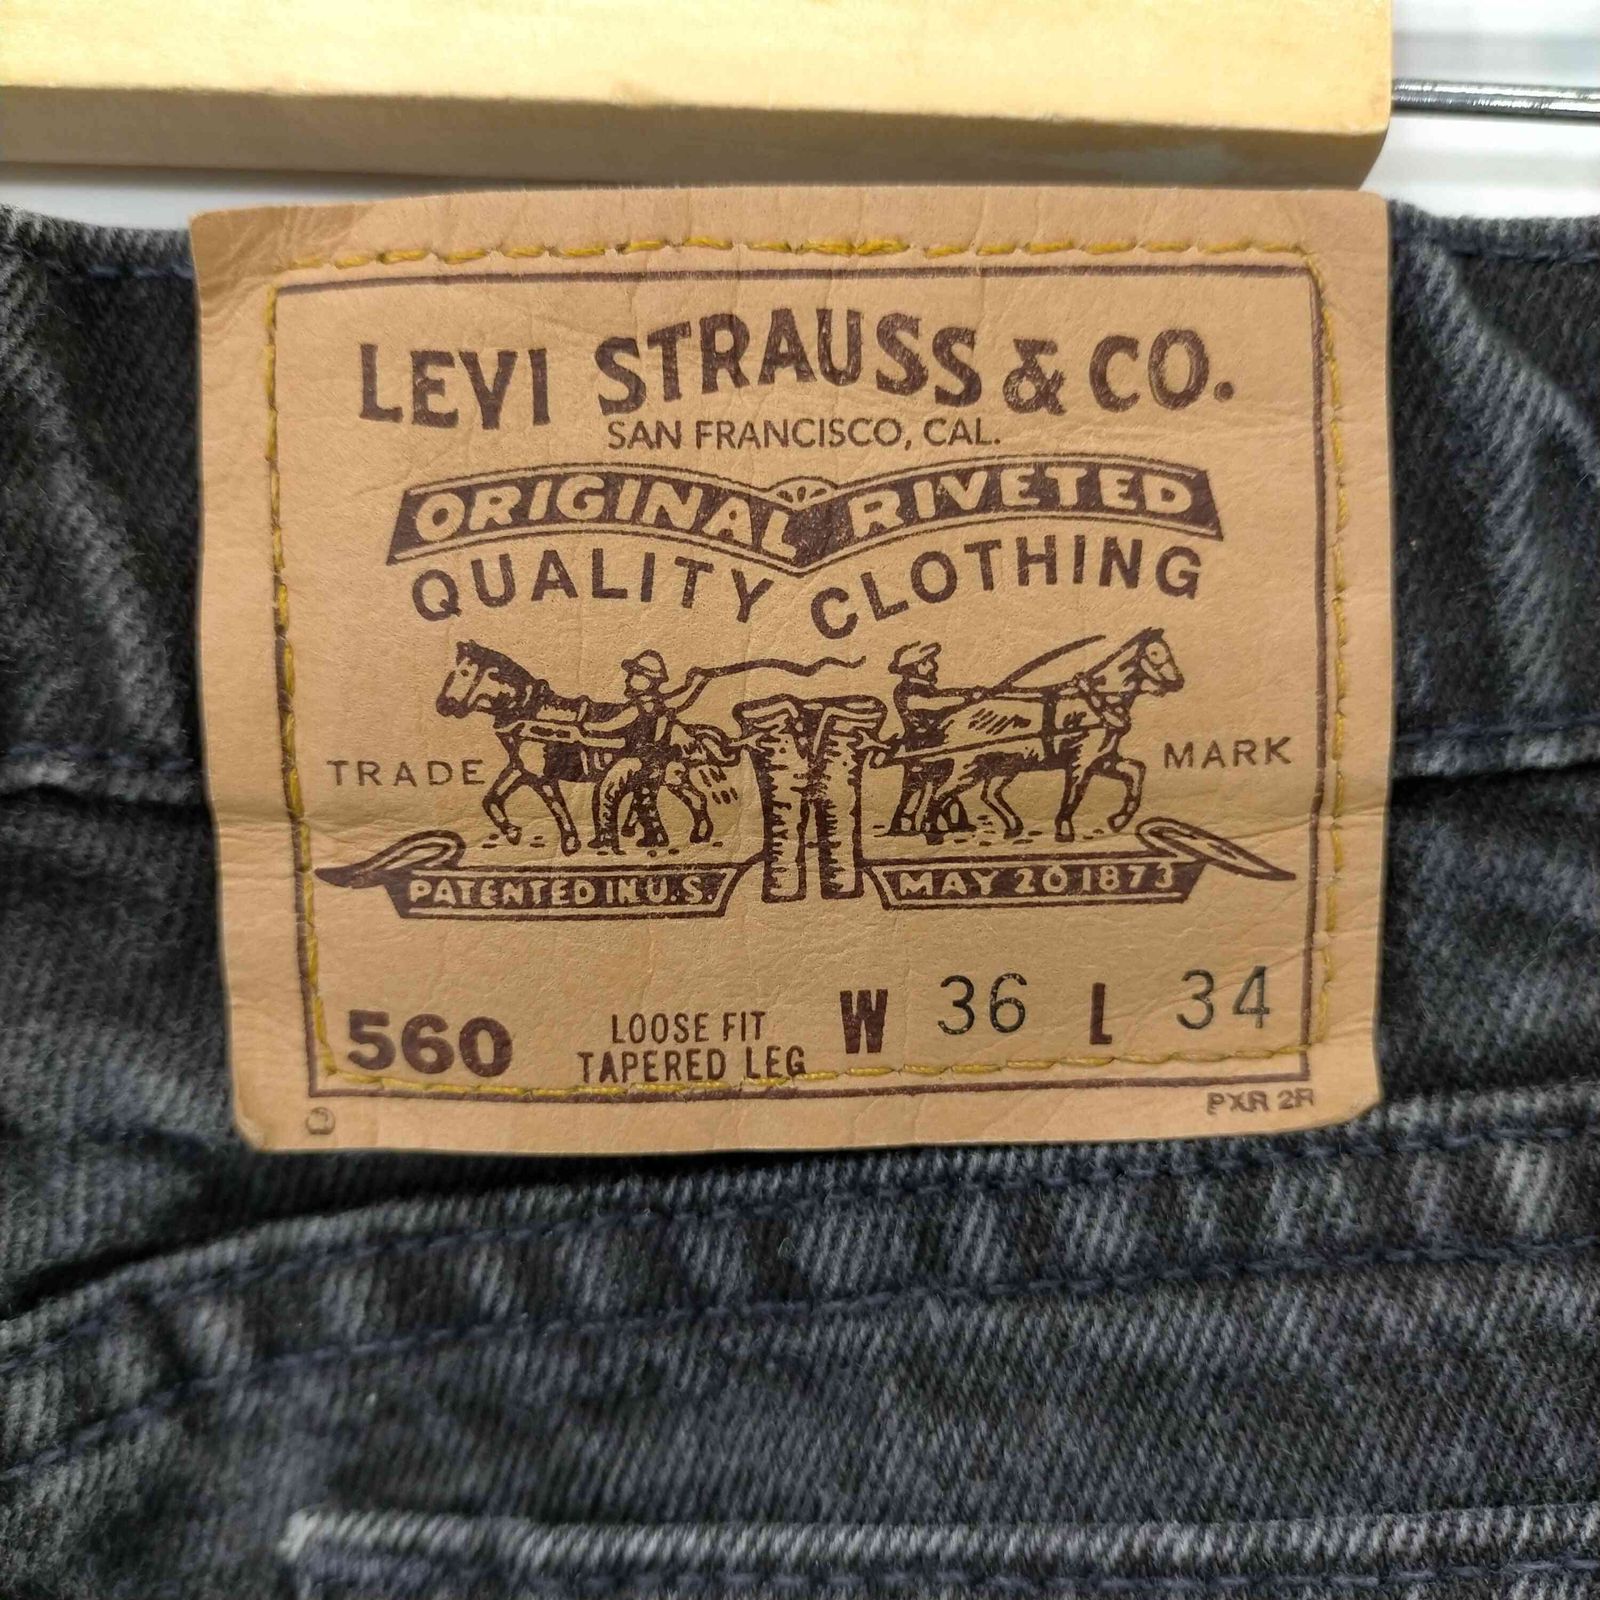 LEVI STRAUSS & CO.
SAN FRANCISCO, CAL.
ORIGINAL RIVETED
QUALITY CLOTHING
TRADE MARK
PATENTED IN U.S. MAY 20 1873
560 LOOSE FIT TAPERED LEG W 36 L 34
PXR 2R